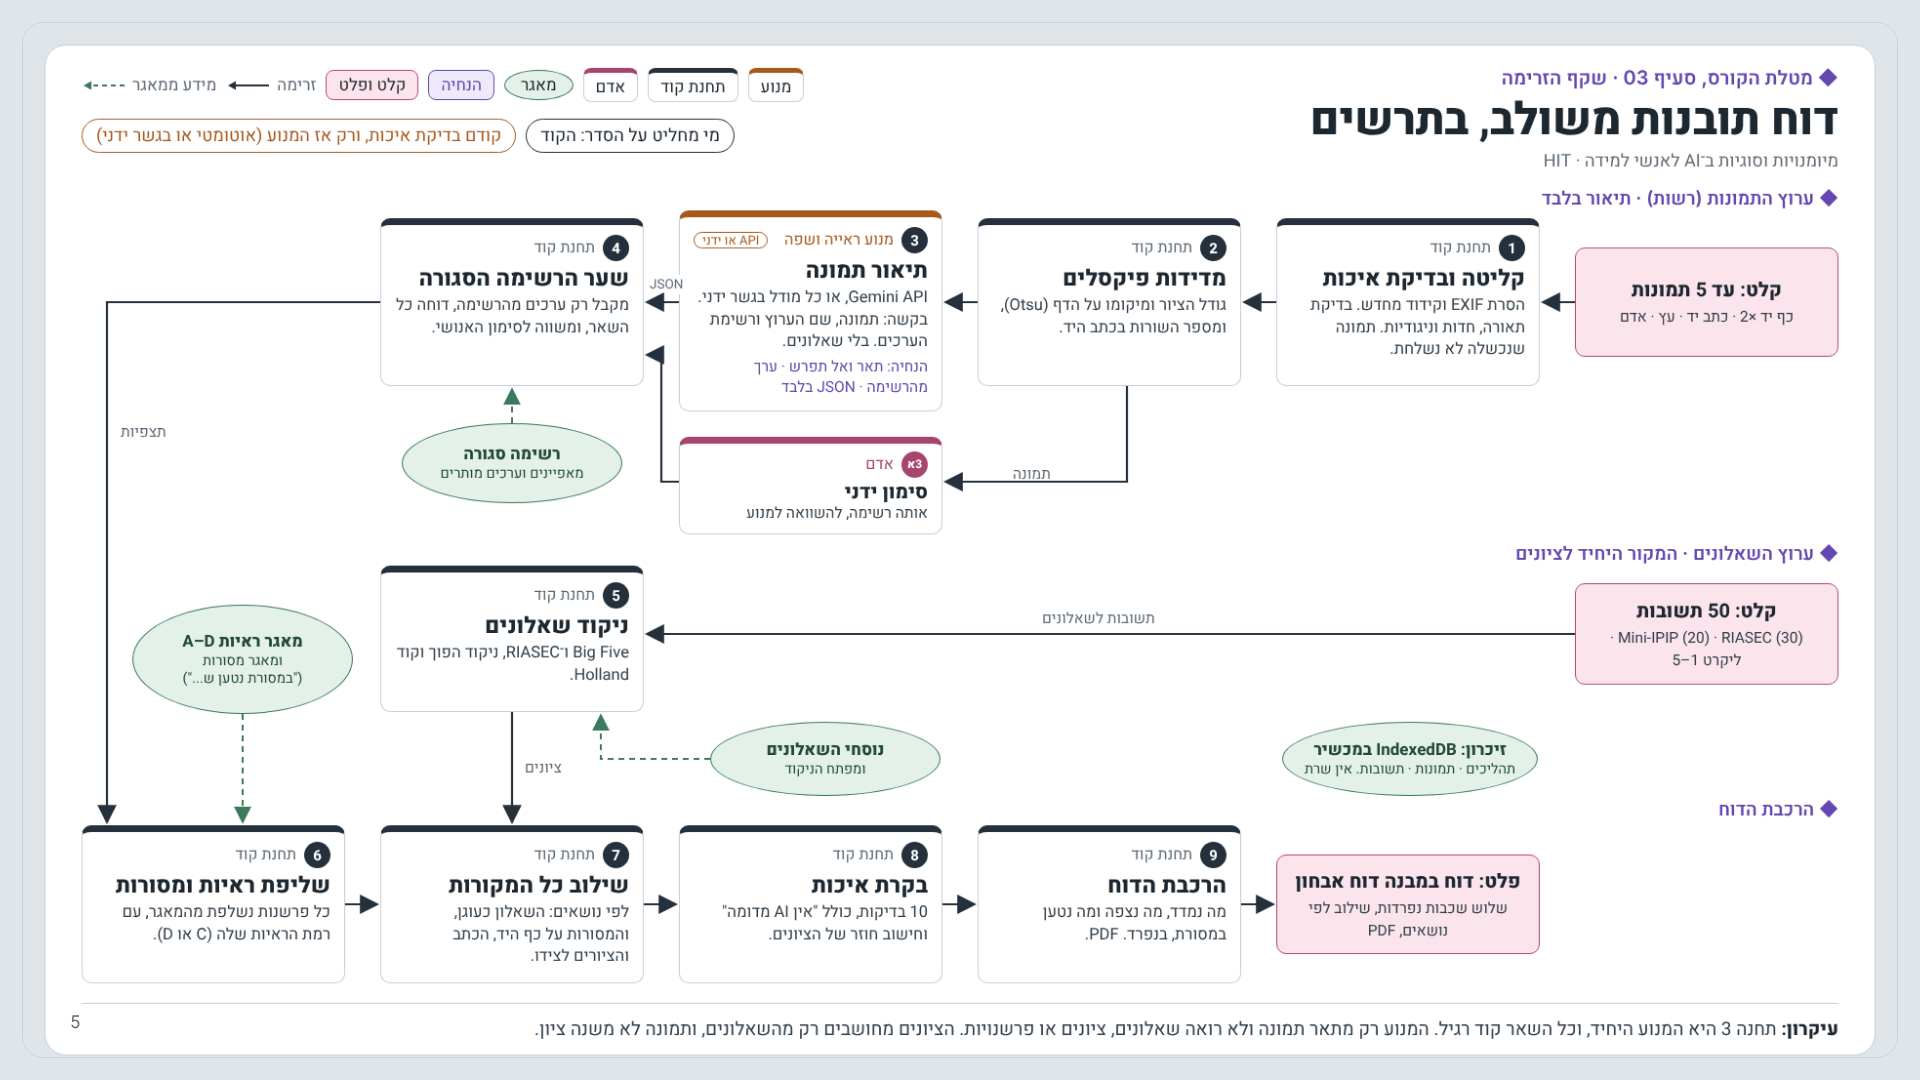 מטלת הקורס, סעיף 03 · שקף הזרימה
דוח תובנות משולב, בתרשים
מיומנויות וסוגיות ב־AI לאנשי למידה · HIT
מנוע
תחנת קוד
אדם
מאגר
הנחיה
קלט ופלט
זרימה
מידע ממאגר
מי מחליט על הסדר: הקוד
קודם בדיקת איכות, ורק אז המנוע (אוטומטי או בגשר ידני)
ערוץ התמונות (רשות) · תיאור בלבד
קלט: עד 5 תמונות
כף יד ×2 · כתב יד · עץ · אדם
1 תחנת קוד
קליטה ובדיקת איכות
הסרת EXIF וקידוד מחדש. בדיקת
תאורה, חדות וניגודיות. תמונה
שנכשלה לא נשלחת.
2 תחנת קוד
מדידות פיקסלים
גודל הציור ומיקומו על הדף (Otsu),
ומספר השורות בכתב היד.
3 מנוע ראייה ושפה API או ידני
תיאור תמונה
Gemini API, או כל מודל בגשר ידני.
בקשה: תמונה, שם הערוץ ורשימת
הערכים. בלי שאלונים.
הנחיה: תאר ואל תפרש · ערך
מהרשימה · JSON בלבד
JSON
4 תחנת קוד
שער הרשימה הסגורה
מקבל רק ערכים מהרשימה, דוחה כל
השאר, ומשווה לסימון האנושי.
תצפיות
רשימה סגורה
מאפיינים וערכים מותרים
3א אדם
סימון ידני
אותה רשימה, להשוואה למנוע
תמונה
ערוץ השאלונים · המקור היחיד לציונים
קלט: 50 תשובות
Mini-IPIP (20) · RIASEC (30) ·
ליקרט 1–5
תשובות לשאלונים
5 תחנת קוד
ניקוד שאלונים
Big Five ו־RIASEC, ניקוד הפוך וקוד
Holland.
מאגר ראיות A–D
ומאגר מסורות
("במסורת נטען ש...")
ציונים
נוסחי השאלונים
ומפתח הניקוד
זיכרון: IndexedDB במכשיר
תהליכים · תמונות · תשובות. אין שרת
הרכבת הדוח
6 תחנת קוד
שליפת ראיות ומסורות
כל פרשנות נשלפת מהמאגר, עם
רמת הראיות שלה (C או D).
7 תחנת קוד
שילוב כל המקורות
לפי נושאים: השאלון כעוגן,
והמסורות על כף היד, הכתב
והציורים לצידו.
8 תחנת קוד
בקרת איכות
10 בדיקות, כולל "אין AI מדומה"
וחישוב חוזר של הציונים.
9 תחנת קוד
הרכבת הדוח
מה נמדד, מה נצפה ומה נטען
במסורת, בנפרד. PDF.
פלט: דוח במבנה דוח אבחון
שלוש שכבות נפרדות, שילוב לפי
נושאים, PDF
עיקרון: תחנה 3 היא המנוע היחיד, וכל השאר קוד רגיל. המנוע רק מתאר תמונה ולא רואה שאלונים, ציונים או פרשנויות. הציונים מחושבים רק מהשאלונים, ותמונה לא משנה ציון.
5